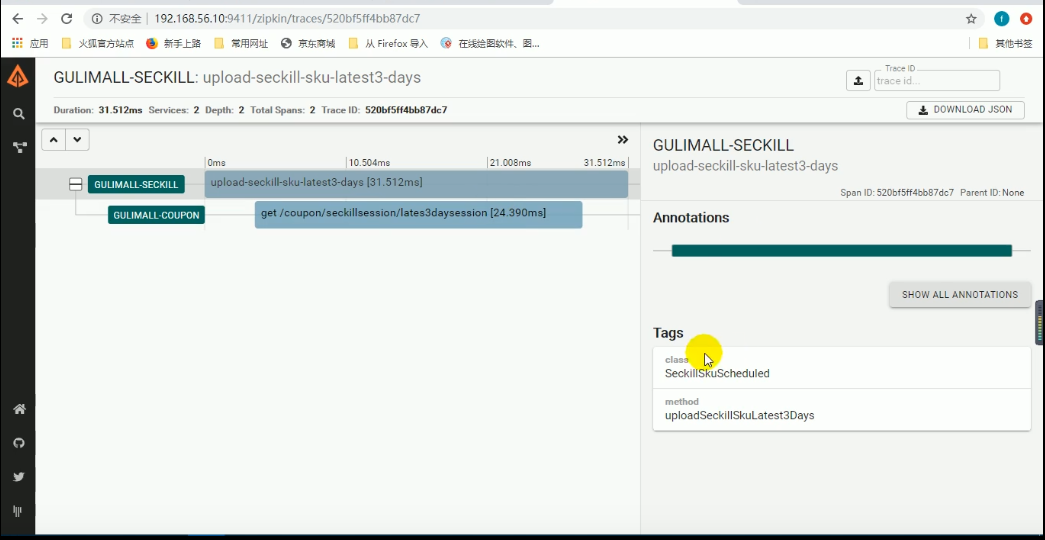 不安全 | 192.168.56.10:9411/zipkin/traces/520bf5ff4bb87dc7
应用 火狐官方站点 新手上路 常用网址 京东商城 从 Firefox 导入 在线绘图软件、图... 其他书签
GULIMALL-SECKILL: upload-seckill-sku-latest3-days
Trace ID
trace id...
Duration: 31.512ms Services: 2 Depth: 2 Total Spans: 2 Trace ID: 520bf5ff4bb87dc7
DOWNLOAD JSON
0ms 10.504ms 21.008ms 31.512ms
GULIMALL-SECKILL upload-seckill-sku-latest3-days [31.512ms]
GULIMALL-COUPON get /coupon/seckillsession/lates3daysession [24.390ms]
GULIMALL-SECKILL
upload-seckill-sku-latest3-days
Span ID: 520bf5ff4bb87dc7 Parent ID: None
Annotations
SHOW ALL ANNOTATIONS
Tags
class
SeckillSkuScheduled
method
uploadSeckillSkuLatest3Days